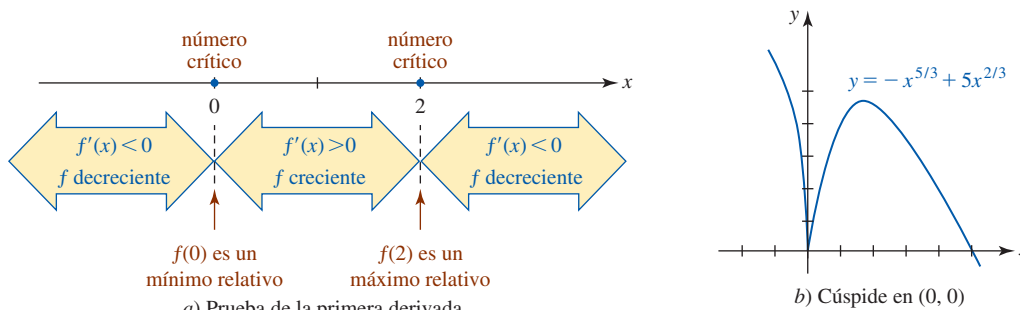 número
crítico
número
crítico
x
0
2
f′(x) < 0
f decreciente
f′(x) > 0
f creciente
f′(x) < 0
f decreciente
f(0) es un
mínimo relativo
f(2) es un
máximo relativo
a) Prueba de la primera derivada
y
y = − x^{5/3} + 5x^{2/3}
b) Cúspide en (0, 0)